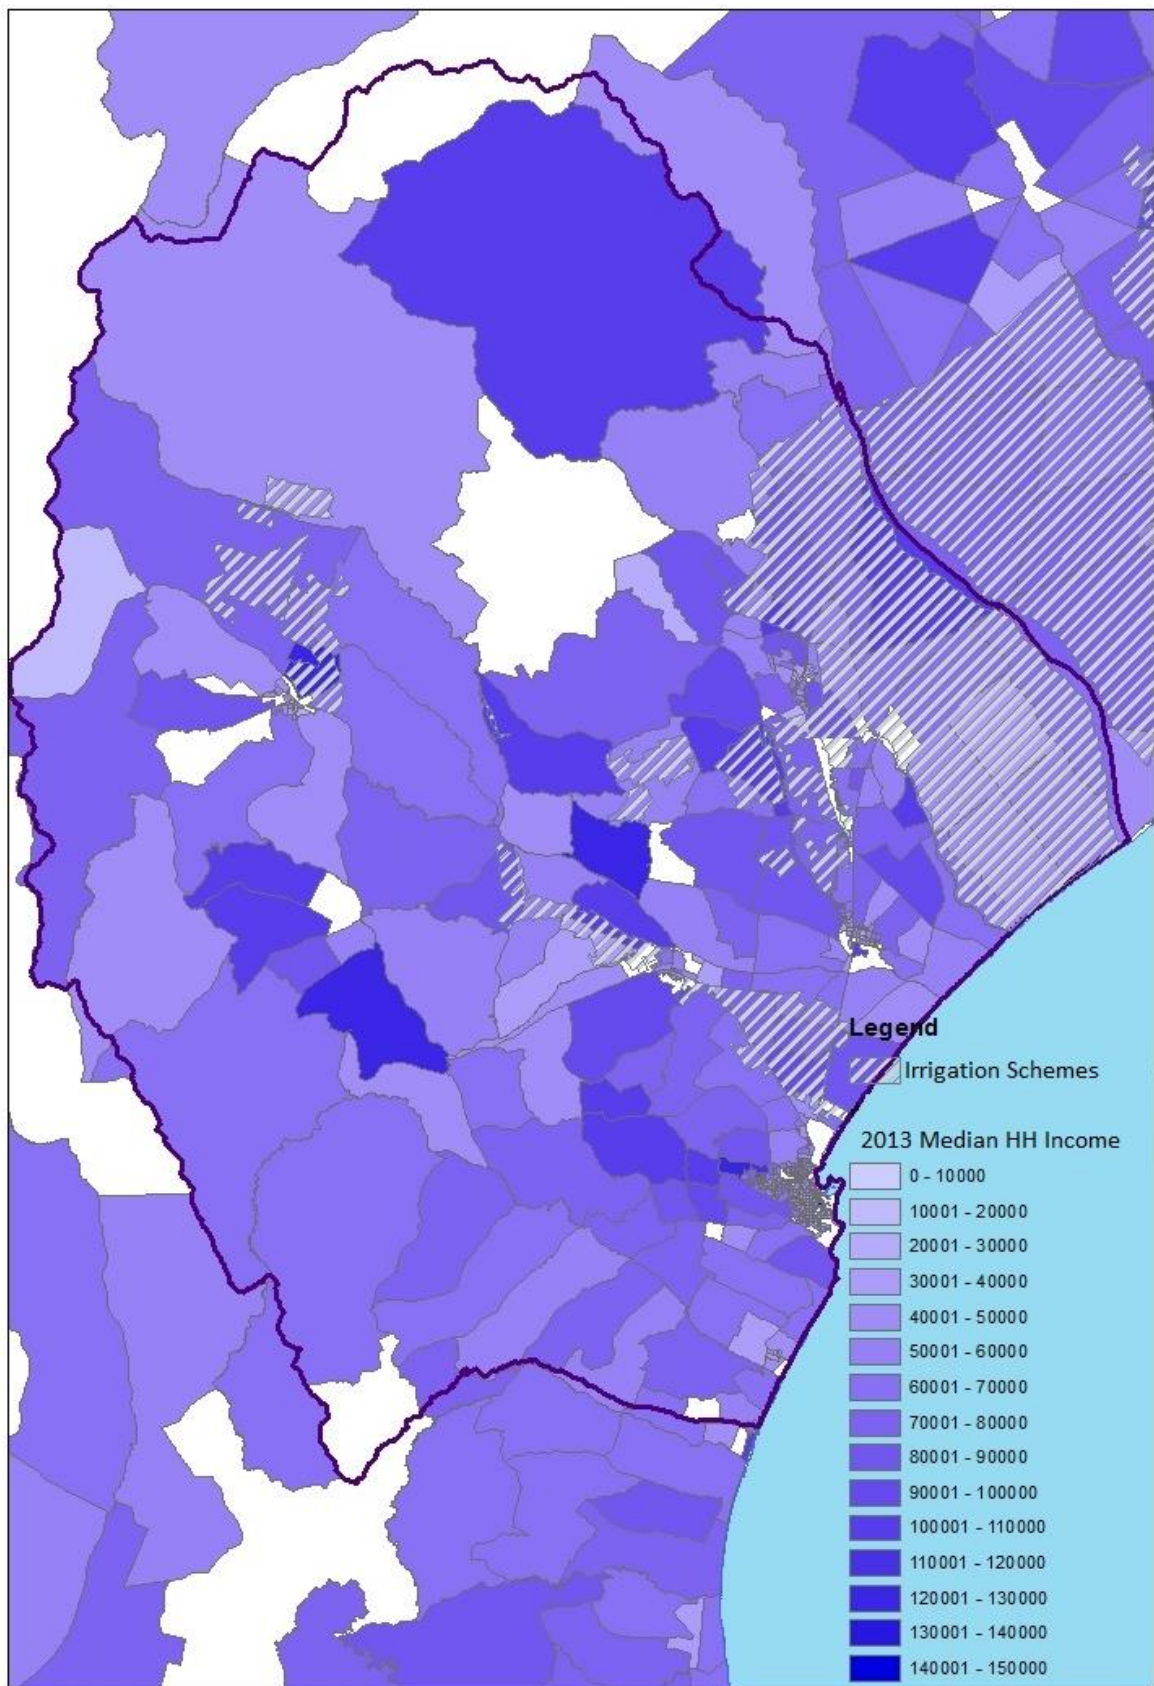 Legend
Irrigation Schemes
2013 Median HH Income
0 - 10000
10001 - 20000
20001 - 30000
30001 - 40000
40001 - 50000
50001 - 60000
60001 - 70000
70001 - 80000
80001 - 90000
90001 - 100000
100001 - 110000
110001 - 120000
120001 - 130000
130001 - 140000
140001 - 150000